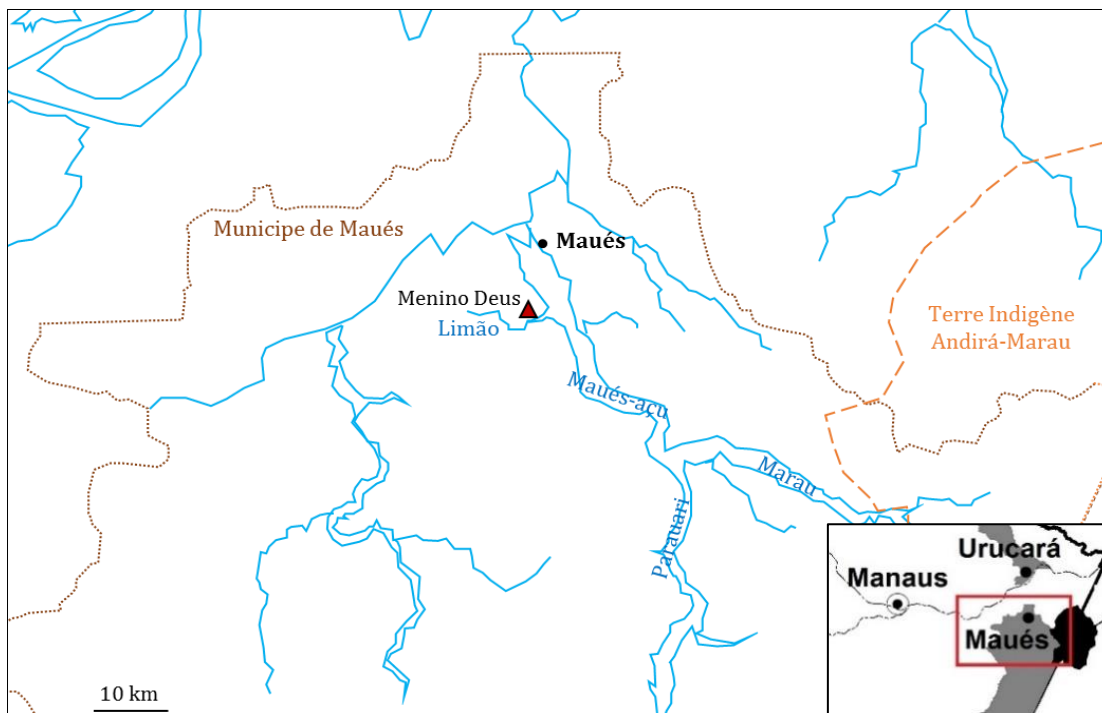 Municipe de Maués
Maués
Menino Deus
Limão
Terre Indigène
Andirá-Marau
Maués-açu
Marau
Parauari
10 km
Urucará
Manaus
Maués